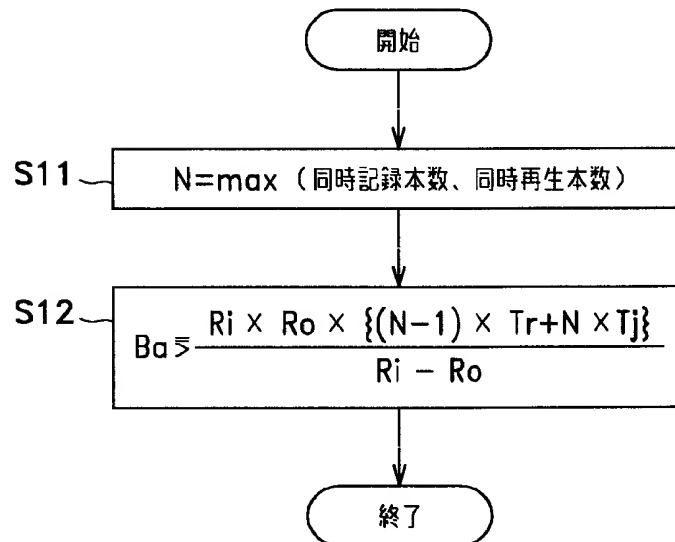 開始
S11
N=max (同時記録本数、同時再生本数)
S12
Ba≧ Ri × Ro × {(N-1) × Tr+N ×Tj}
Ri - Ro
終了